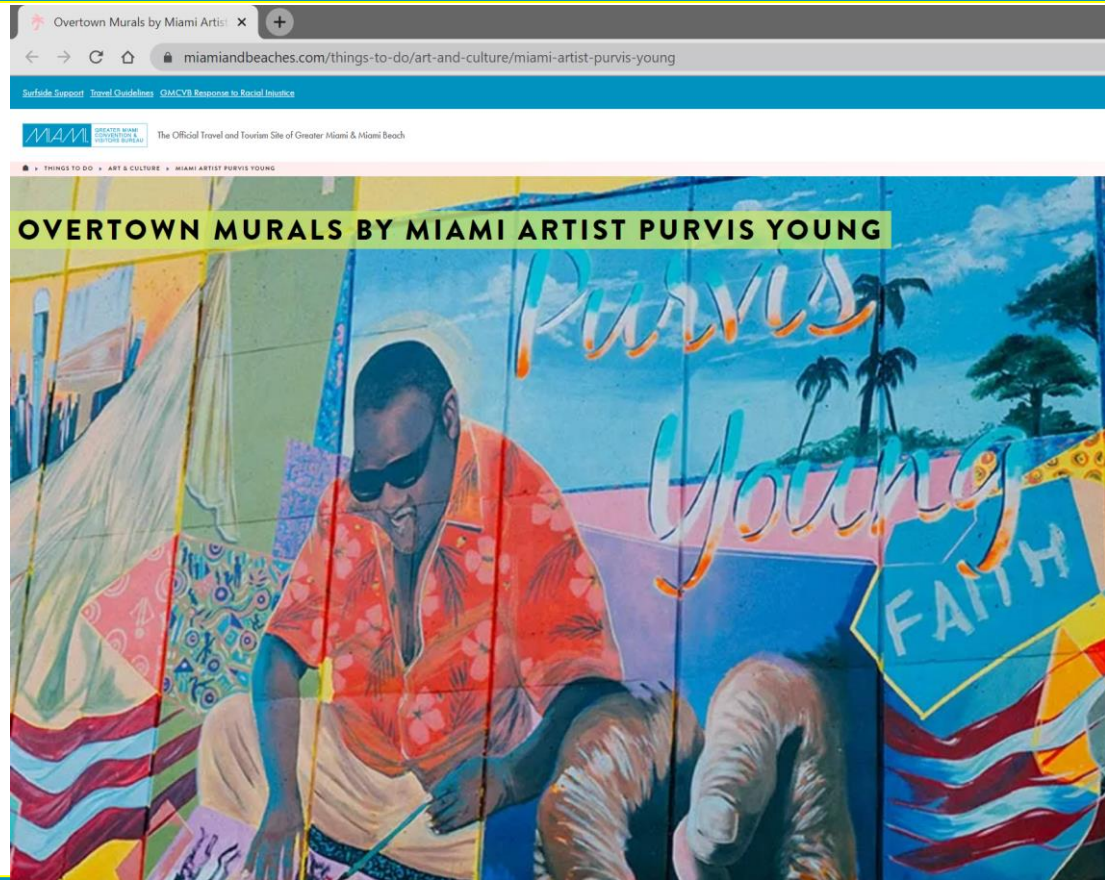 Overtown Murals by Miami Artist
miamiandbeaches.com/things-to-do/art-and-culture/miami-artist-purvis-young
Surfside Support Travel Guidelines GMCVB Response to Racial Injustice
MIAMI GREATER MIAMI CONVENTION & VISITORS BUREAU The Official Travel and Tourism Site of Greater Miami & Miami Beach
THINGS TO DO ART & CULTURE MIAMI ARTIST PURVIS YOUNG
OVERTOWN MURALS BY MIAMI ARTIST PURVIS YOUNG
Purvis
Young
FAITH